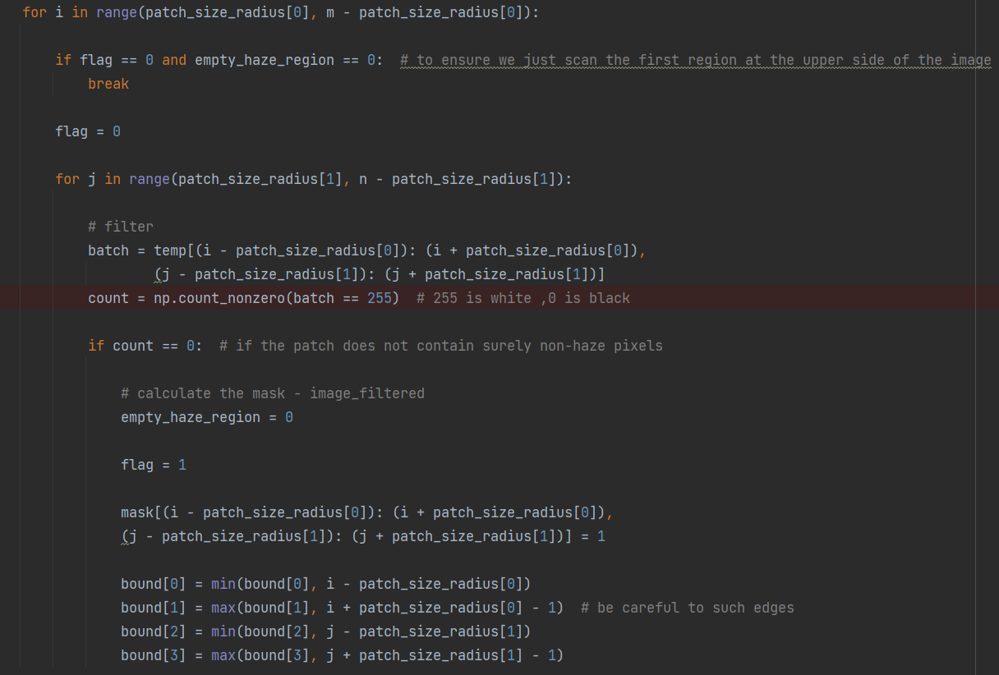 for i in range(patch_size_radius[0], m - patch_size_radius[0]):
if flag == 0 and empty_haze_region == 0:  # to ensure we just scan the first region at the upper side of the image
break
flag = 0
for j in range(patch_size_radius[1], n - patch_size_radius[1]):
# filter
batch = temp[(i - patch_size_radius[0]): (i + patch_size_radius[0]),
(j - patch_size_radius[1]): (j + patch_size_radius[1])]
count = np.count_nonzero(batch == 255)  # 255 is white ,0 is black
if count == 0:  # if the patch does not contain surely non-haze pixels
# calculate the mask - image_filtered
empty_haze_region = 0
flag = 1
mask[(i - patch_size_radius[0]): (i + patch_size_radius[0]),
(j - patch_size_radius[1]): (j + patch_size_radius[1])] = 1
bound[0] = min(bound[0], i - patch_size_radius[0])
bound[1] = max(bound[1], i + patch_size_radius[0] - 1)  # be careful to such edges
bound[2] = min(bound[2], j - patch_size_radius[1])
bound[3] = max(bound[3], j + patch_size_radius[1] - 1)